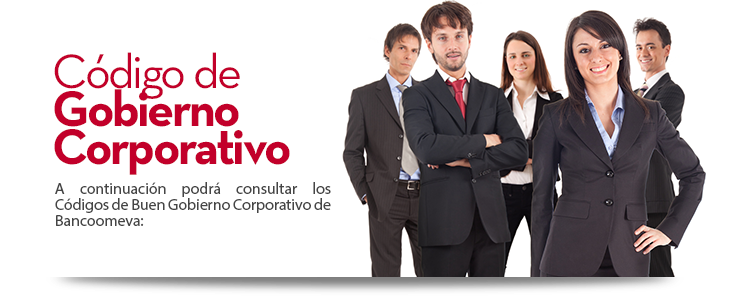 Código de
Gobierno
Corporativo
A continuación podrá consultar los
Códigos de Buen Gobierno Corporativo de
Bancoomeva: